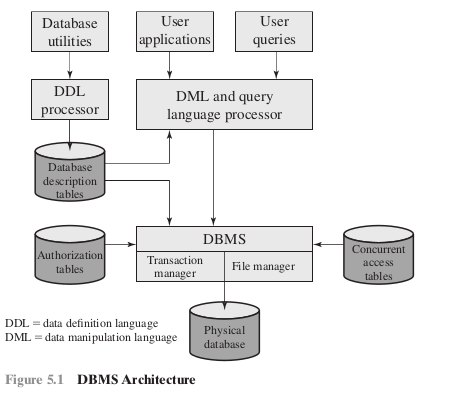 Database
utilities
User
applications
User
queries
DDL
processor
DML and query
language processor
Database
description
tables
DBMS
Authorization
tables
Transaction
manager
File manager
Concurrent
access
tables
DDL = data definition language
DML = data manipulation language
Physical
database
Figure 5.1 DBMS Architecture